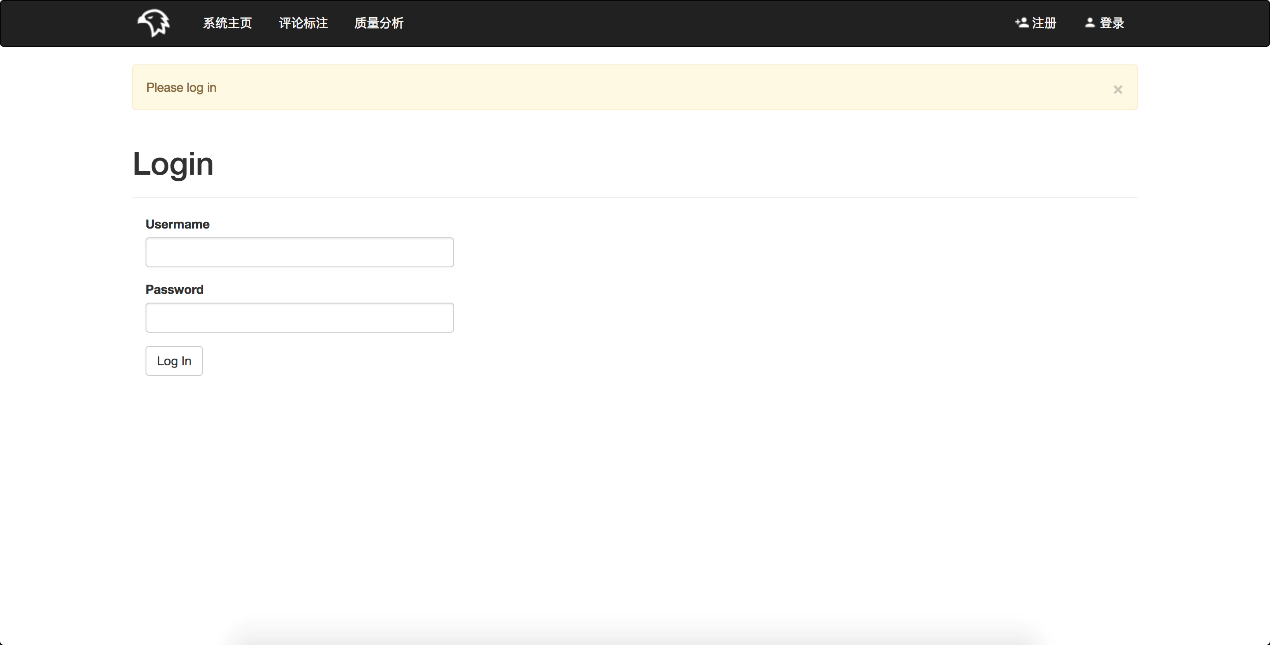 系统主页 评论标注 质量分析 注册 登录
Please log in ×
Login
Username
Password
Log In